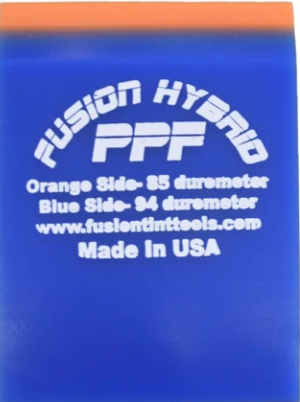 FUSION HYBRID
PPF
Orange Side- 85 durometer
Blue Side- 94 durometer
www.fusiontinttools.com
Made in USA